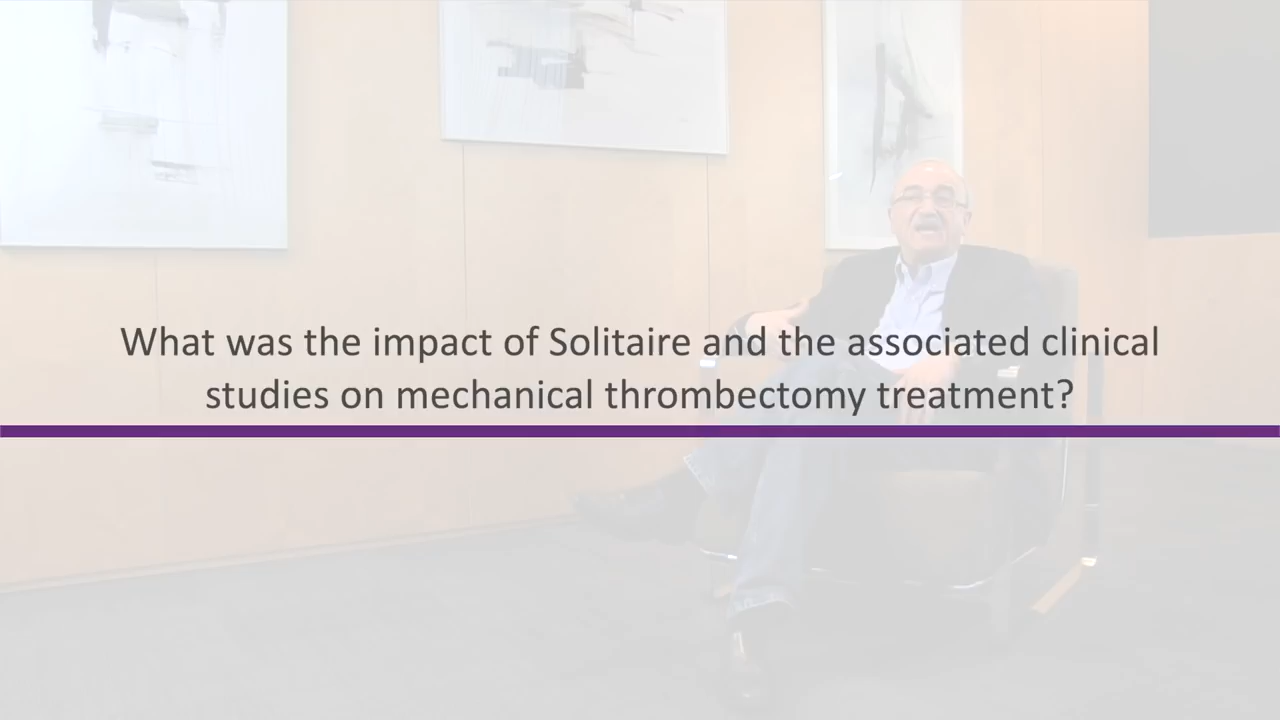 What was the impact of Solitaire and the associated clinical
studies on mechanical thrombectomy treatment?